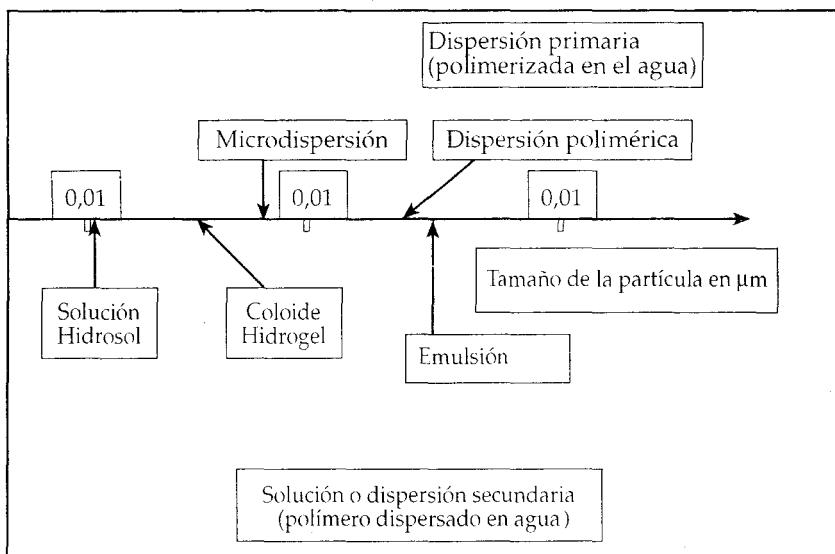 Dispersión primaria
(polimerizada en el agua)
Microdispersión
Dispersión polimérica
0,01
0,01
0,01
Tamaño de la partícula en µm
Solución
Hidrosol
Coloide
Hidrogel
Emulsión
Solución o dispersión secundaria
(polímero dispersado en agua)